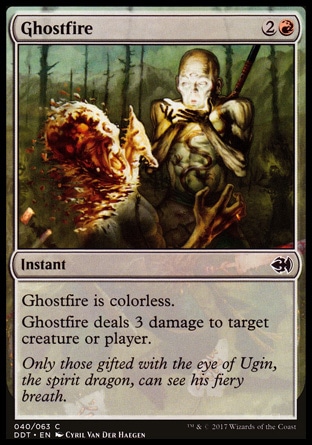 Ghostfire 2
Instant
Ghostfire is colorless.
Ghostfire deals 3 damage to target
creature or player.
Only those gifted with the eye of Ugin,
the spirit dragon, can see his fiery
breath.
040/063 C
DDT • EN Cyril Van Der Haegen
™ & © 2017 Wizards of the Coast